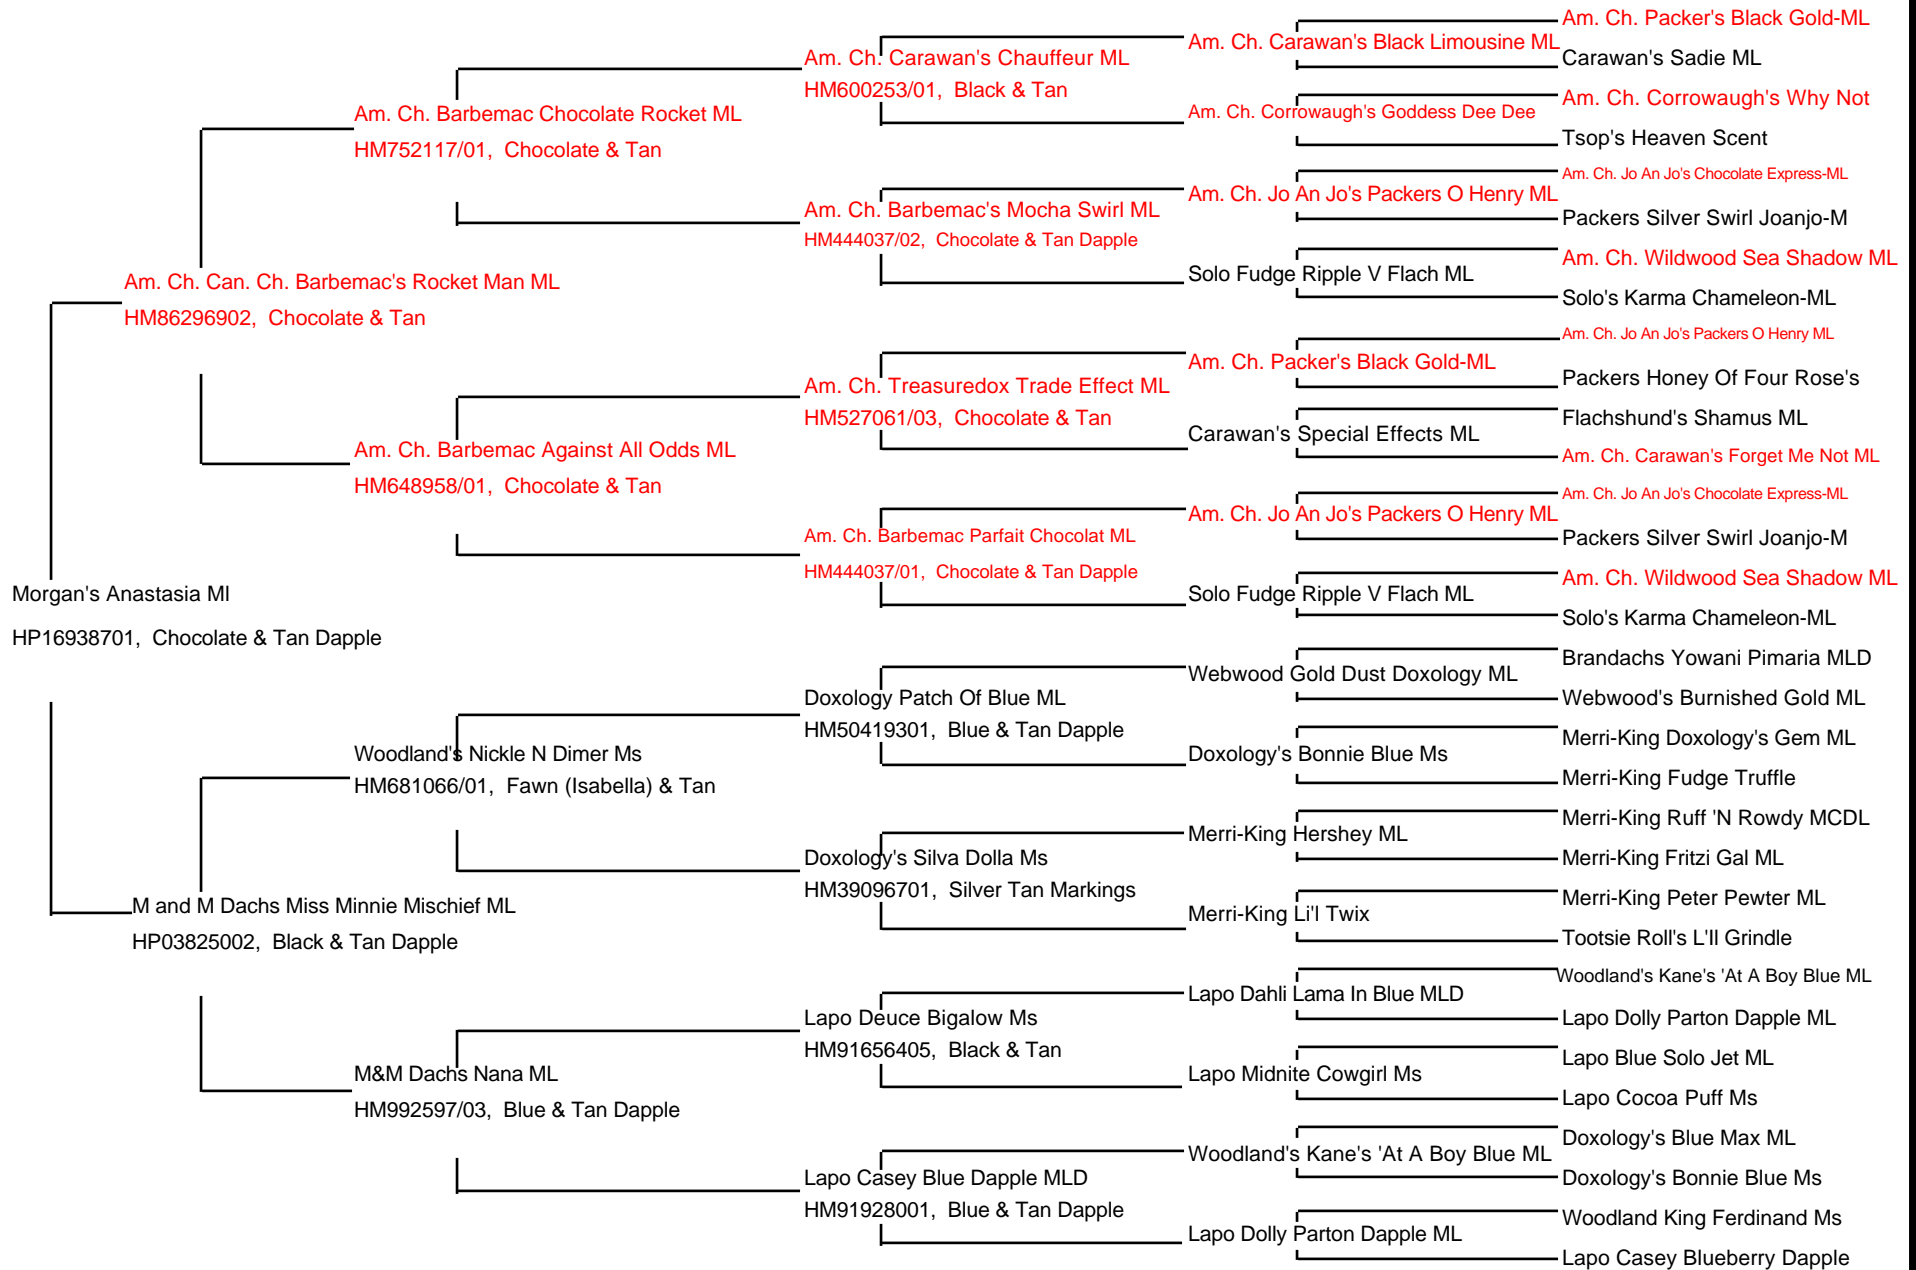 Morgan's Anastasia Ml
HP16938701, Chocolate & Tan Dapple
Am. Ch. Can. Ch. Barbemac's Rocket Man ML
HM86296902, Chocolate & Tan
M and M Dachs Miss Minnie Mischief ML
HP03825002, Black & Tan Dapple
Am. Ch. Barbemac Chocolate Rocket ML
HM752117/01, Chocolate & Tan
Am. Ch. Barbemac Against All Odds ML
HM648958/01, Chocolate & Tan
Woodland's Nickle N Dimer Ms
HM681066/01, Fawn (Isabella) & Tan
M&M Dachs Nana ML
HM992597/03, Blue & Tan Dapple
Am. Ch. Carawan's Chauffeur ML
HM600253/01, Black & Tan
Am. Ch. Barbemac's Mocha Swirl ML
HM444037/02, Chocolate & Tan Dapple
Am. Ch. Treasuredox Trade Effect ML
HM527061/03, Chocolate & Tan
Am. Ch. Barbemac Parfait Chocolat ML
HM444037/01, Chocolate & Tan Dapple
Doxology Patch Of Blue ML
HM50419301, Blue & Tan Dapple
Doxology's Silva Dolla Ms
HM39096701, Silver Tan Markings
Lapo Deuce Bigalow Ms
HM91656405, Black & Tan
Lapo Casey Blue Dapple MLD
HM91928001, Blue & Tan Dapple
Am. Ch. Carawan's Black Limousine ML
Am. Ch. Corrowaugh's Goddess Dee Dee
Am. Ch. Jo An Jo's Packers O Henry ML
Solo Fudge Ripple V Flach ML
Am. Ch. Packer's Black Gold-ML
Carawan's Special Effects ML
Am. Ch. Jo An Jo's Packers O Henry ML
Solo Fudge Ripple V Flach ML
Webwood Gold Dust Doxology ML
Doxology's Bonnie Blue Ms
Merri-King Hershey ML
Merri-King Li'l Twix
Lapo Dahli Lama In Blue MLD
Lapo Midnite Cowgirl Ms
Woodland's Kane's 'At A Boy Blue ML
Lapo Dolly Parton Dapple ML
Am. Ch. Packer's Black Gold-ML
Carawan's Sadie ML
Am. Ch. Corrowaugh's Why Not
Tsop's Heaven Scent
Am. Ch. Jo An Jo's Chocolate Express-ML
Packers Silver Swirl Joanjo-M
Am. Ch. Wildwood Sea Shadow ML
Solo's Karma Chameleon-ML
Am. Ch. Jo An Jo's Packers O Henry ML
Packers Honey Of Four Rose's
Flachshund's Shamus ML
Am. Ch. Carawan's Forget Me Not ML
Am. Ch. Jo An Jo's Chocolate Express-ML
Packers Silver Swirl Joanjo-M
Am. Ch. Wildwood Sea Shadow ML
Solo's Karma Chameleon-ML
Brandachs Yowani Pimaria MLD
Webwood's Burnished Gold ML
Merri-King Doxology's Gem ML
Merri-King Fudge Truffle
Merri-King Ruff 'N Rowdy MCDL
Merri-King Fritzi Gal ML
Merri-King Peter Pewter ML
Tootsie Roll's L'll Grindle
Woodland's Kane's 'At A Boy Blue ML
Lapo Dolly Parton Dapple ML
Lapo Blue Solo Jet ML
Lapo Cocoa Puff Ms
Doxology's Blue Max ML
Doxology's Bonnie Blue Ms
Woodland King Ferdinand Ms
Lapo Casey Blueberry Dapple